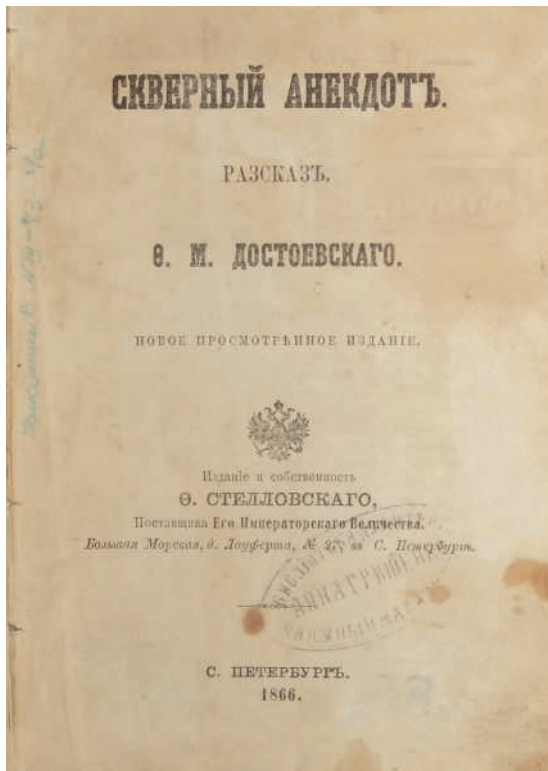 СКВЕРНЫЙ АНЕКДОТЪ.
РАЗСКАЗЪ,
Ѳ. М. ДОСТОЕВСКАГО.
НОВОЕ ПРОСМОТРѢННОЕ ИЗДАНІЕ.
Изданіе и собственность
Ѳ. СТЕЛЛОВСКАГО,
Поставщика Его Императорскаго Величества.
Большая Морская, д. Лауферта, № 27, въ С. Петербургѣ.
С. ПЕТЕРБУРГЪ.
1866.